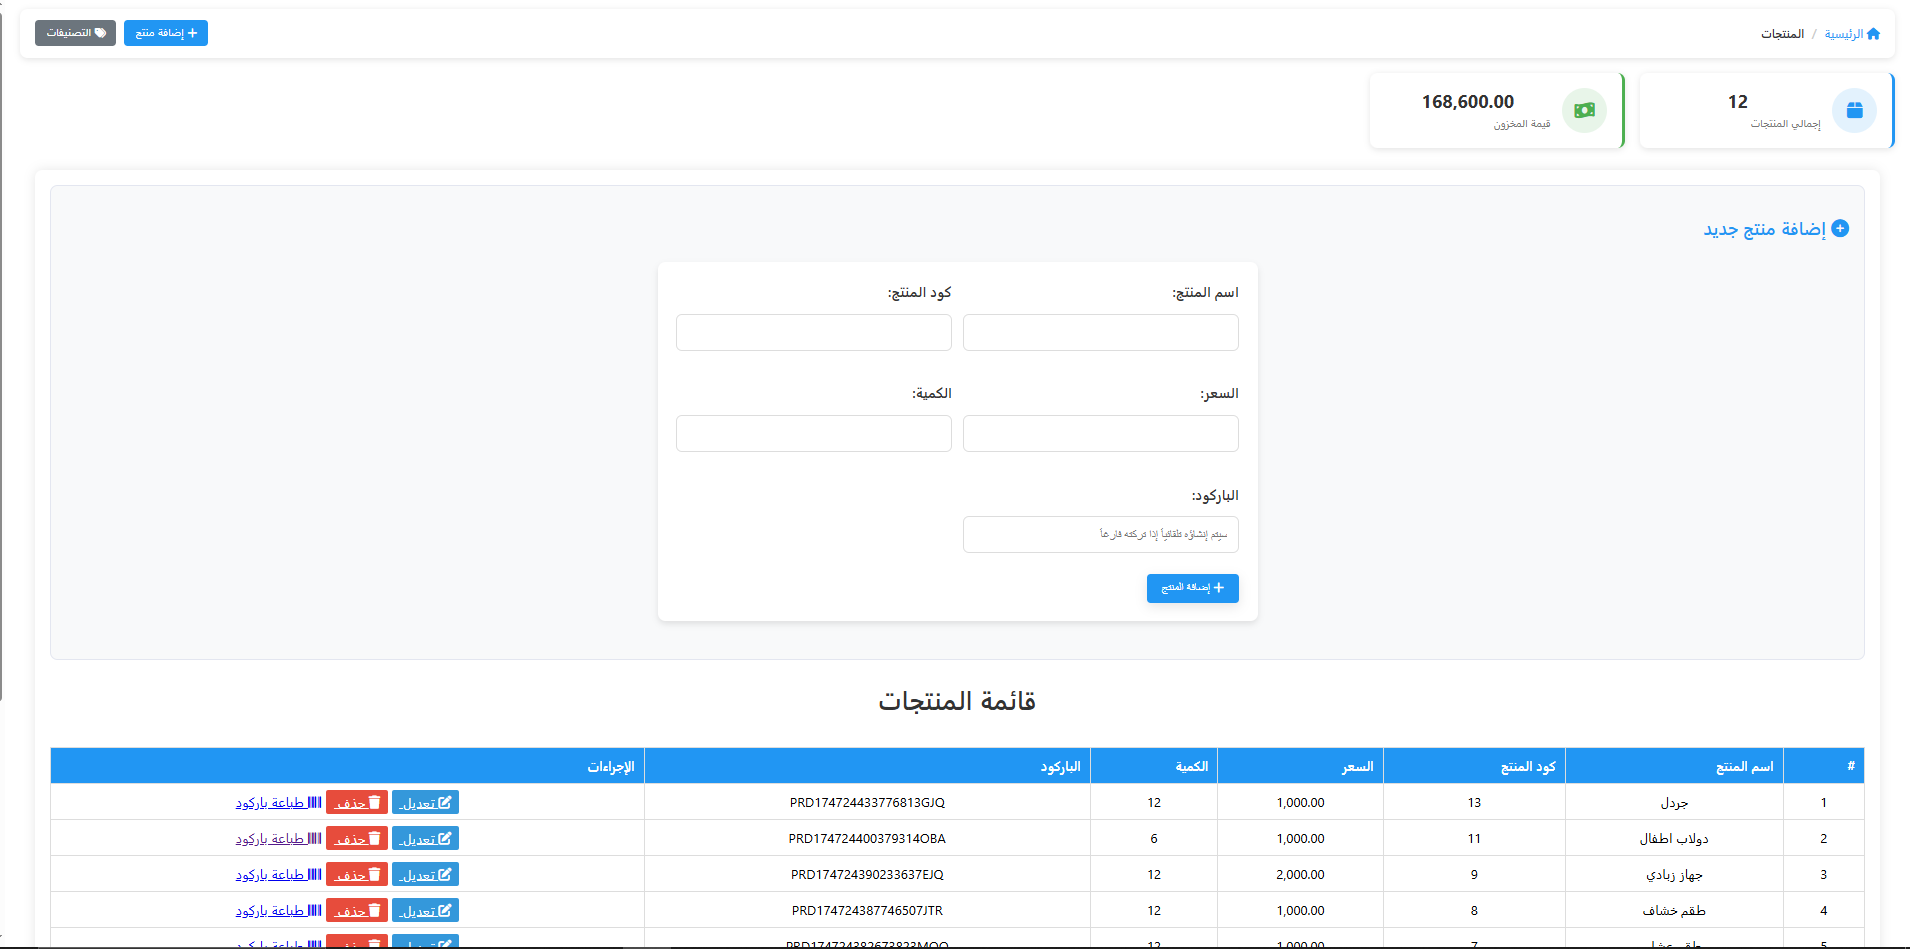 الرئيسية / المنتجات
إضافة منتج
التصنيفات
12
إجمالي المنتجات
168,600.00
قيمة المخزون
إضافة منتج جديد
اسم المنتج:
كود المنتج:
السعر:
الكمية:
الباركود:
سيتم إنشاؤه تلقائياً إذا تركته فارغاً
إضافة المنتج
قائمة المنتجات
# اسم المنتج كود المنتج السعر الكمية الباركود الإجراءات
1 جردل 13 1,000.00 12 PRD174724433776813GJQ تعديل حذف طباعة باركود
2 دولاب اطفال 11 1,000.00 6 PRD174724400379314OBA تعديل حذف طباعة باركود
3 جهاز زبادي 9 2,000.00 12 PRD174724390233637EJQ تعديل حذف طباعة باركود
4 طقم خشاف 8 1,000.00 12 PRD174724387746507JTR تعديل حذف طباعة باركود
5 طقم 7 1,000.00 12 تعديل حذف طباعة باركود